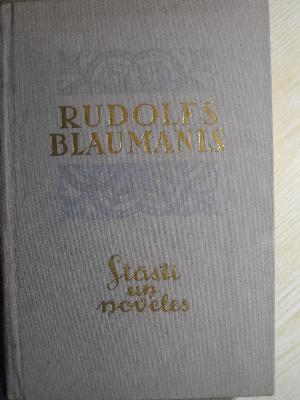 RUDOLFS
BLAUMANIS
Stāsti
un
noveles